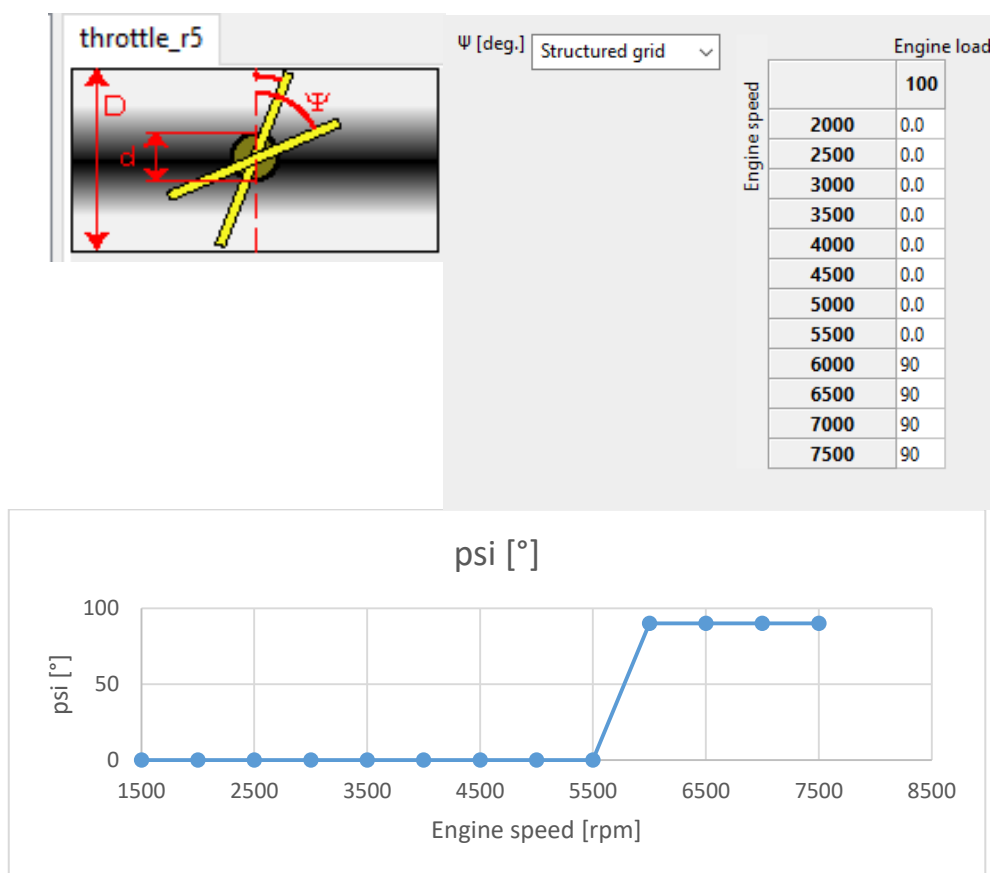 throttle_r5
D
d
Ψ
Ψ [deg.] Structured grid
Engine load
Engine speed
100
2000 0.0
2500 0.0
3000 0.0
3500 0.0
4000 0.0
4500 0.0
5000 0.0
5500 0.0
6000 90
6500 90
7000 90
7500 90
psi [°]
100
50
0
psi [°]
1500 2500 3500 4500 5500 6500 7500 8500
Engine speed [rpm]